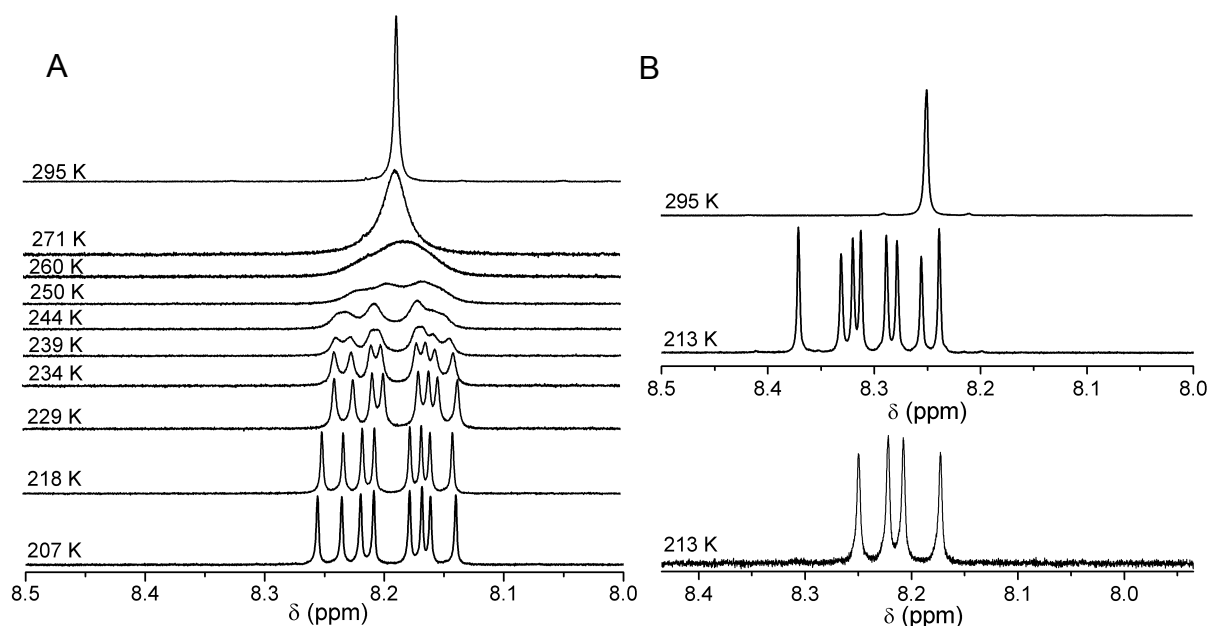 A
295 K
271 K
260 K
250 K
244 K
239 K
234 K
229 K
218 K
207 K
8.5 8.3 8.2 8.1 8.0
δ (ppm)
B
295 K
213 K
8.5 8.4 8.3 8.2 8.1 8.0
δ (ppm)
213 K
8.4 8.3 8.2 8.1 8.0
δ (ppm)